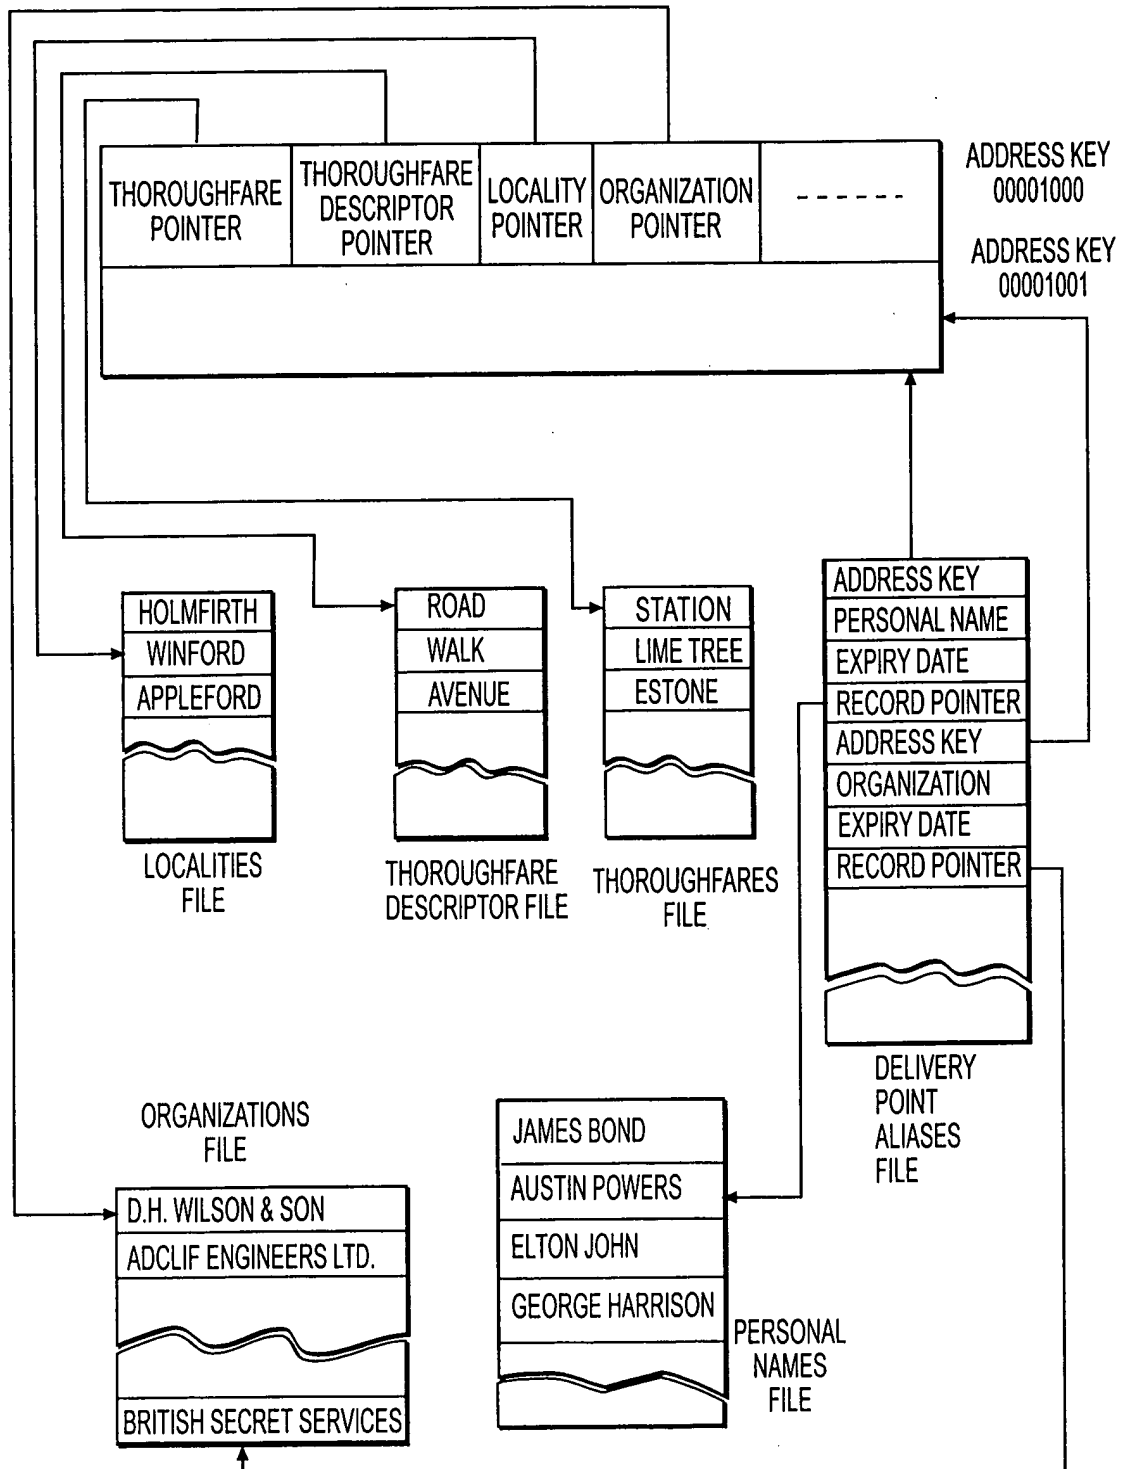 THOROUGHFARE
POINTER
THOROUGHFARE
DESCRIPTOR
POINTER
LOCALITY
POINTER
ORGANIZATION
POINTER
------
ADDRESS KEY
00001000
ADDRESS KEY
00001001
HOLMFIRTH
WINFORD
APPLEFORD
LOCALITIES
FILE
ROAD
WALK
AVENUE
THOROUGHFARE
DESCRIPTOR FILE
STATION
LIME TREE
ESTONE
THOROUGHFARES
FILE
ADDRESS KEY
PERSONAL NAME
EXPIRY DATE
RECORD POINTER
ADDRESS KEY
ORGANIZATION
EXPIRY DATE
RECORD POINTER
DELIVERY
POINT
ALIASES
FILE
ORGANIZATIONS
FILE
D.H. WILSON & SON
ADCLIF ENGINEERS LTD.
BRITISH SECRET SERVICES
JAMES BOND
AUSTIN POWERS
ELTON JOHN
GEORGE HARRISON
PERSONAL
NAMES
FILE